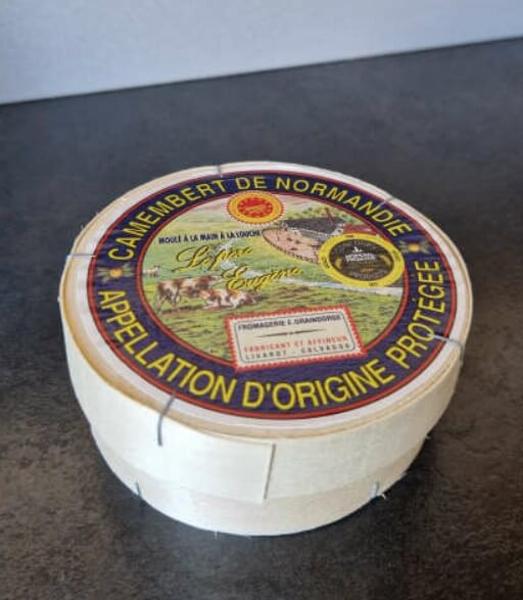 CAMEMBERT DE NORMANDIE
MOULÉ À LA MAIN À LA LOUCHE
Le père
Eugène
FROMAGERIE E.GRAINDORGE
FABRICANT ET AFFINEUR
LIVAROT - CALVADOS
APPELLATION D'ORIGINE PROTÉGÉE